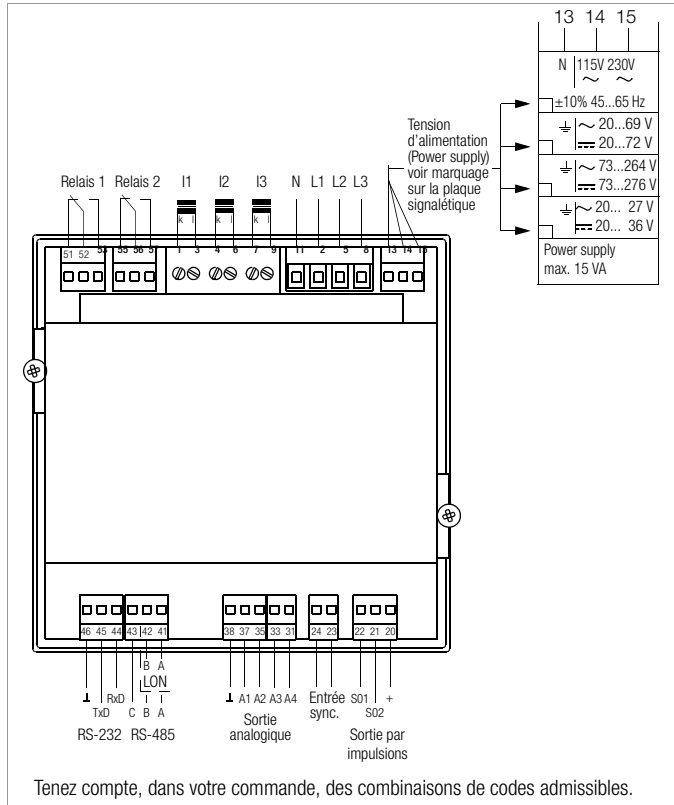 13 14 15
N 115V 230V
∼ ∼
±10% 45...65 Hz
∼ 20...69 V
20...72 V
∼ 73...264 V
73...276 V
∼ 20... 27 V
20... 36 V
Power supply
max. 15 VA
Tension
d'alimentation
(Power supply)
voir marquage
sur la plaque
signalétique
Relais 1 Relais 2 I1 I2 I3 N L1 L2 L3
k l k l k l
51 52 53 55 56 57 1 3 4 6 7 9 11 2 5 8 13 14 15
46 45 44 43 42 41 38 37 35 33 31 24 23 22 21 20
B A
LON
RxD
TxD C B A
RS-232 RS-485
A1 A2 A3 A4
Sortie
analogique
Entrée
sync.
S01 +
S02
Sortie par
impulsions
Tenez compte, dans votre commande, des combinaisons de codes admissibles.